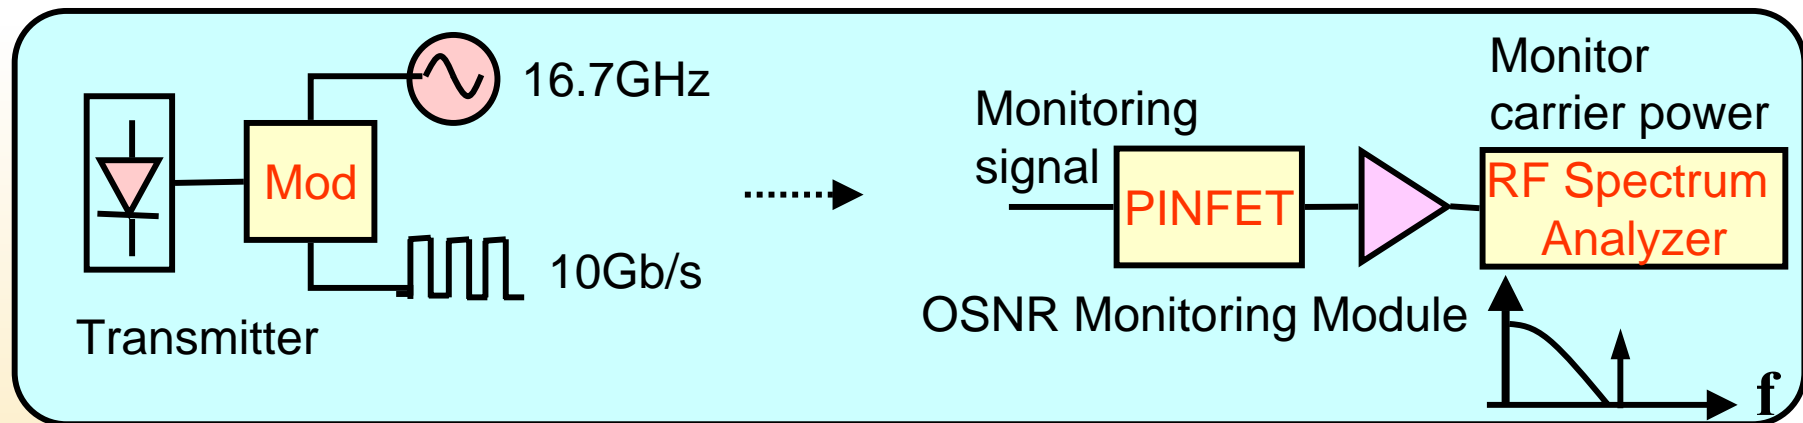 16.7GHz
Mod
10Gb/s
Transmitter
Monitoring
signal
PINFET
Monitor
carrier power
RF Spectrum
Analyzer
OSNR Monitoring Module
f